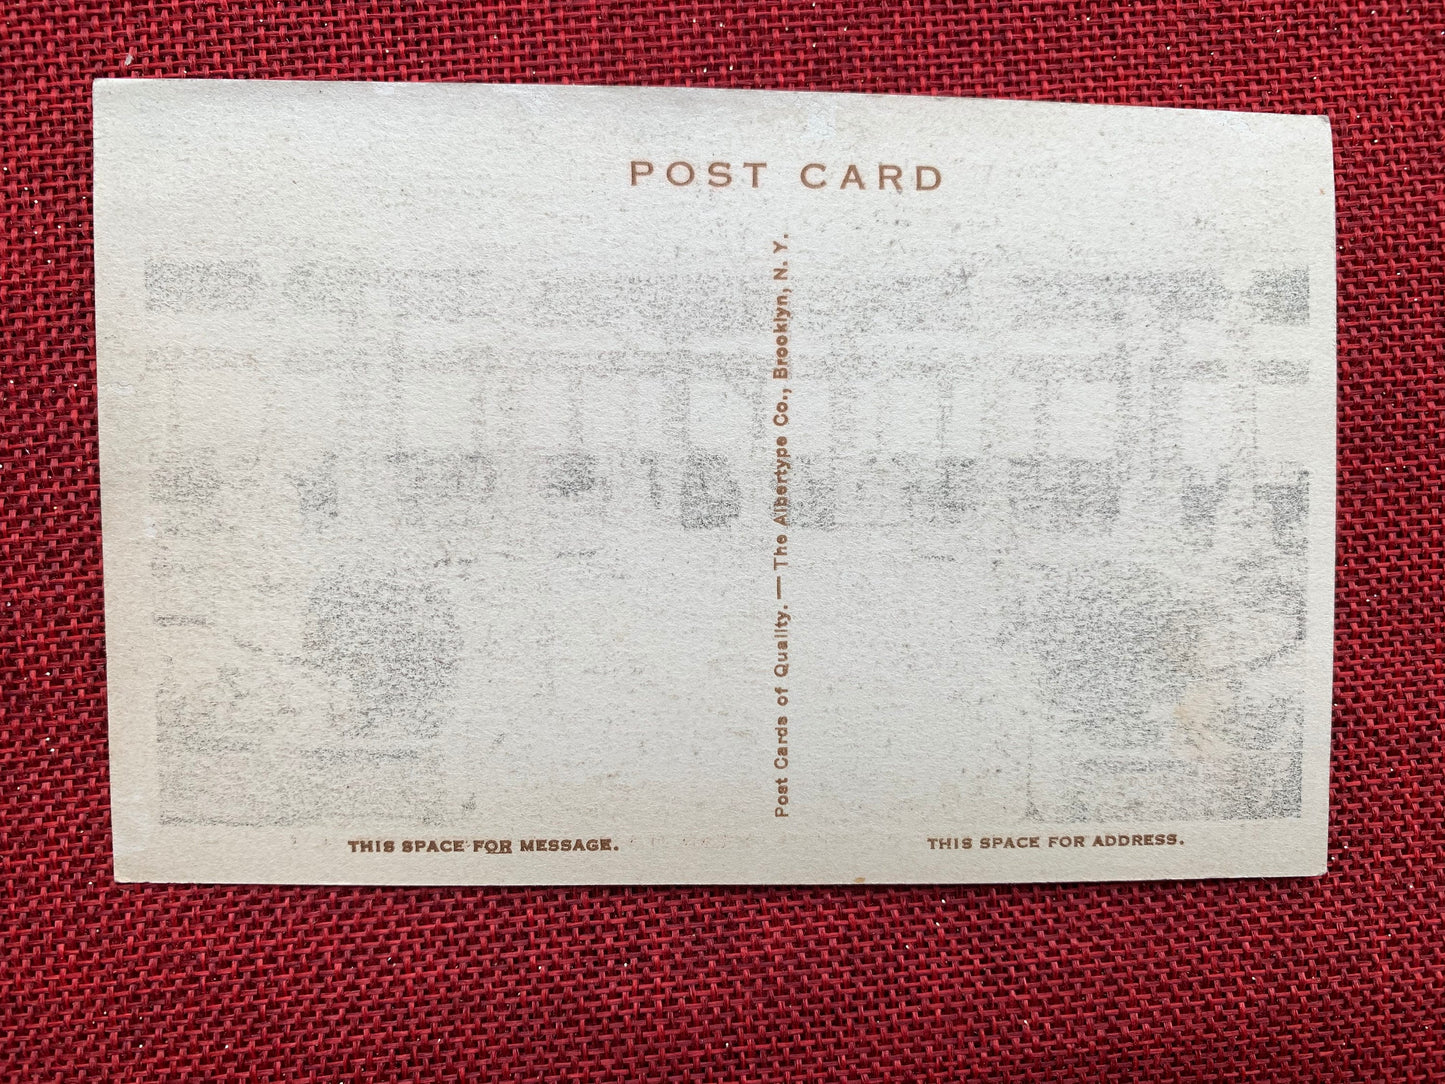 POST CARD
Post Cards of Quality. — The Albertype Co., Brooklyn, N. Y.
THIS SPACE FOR MESSAGE.
THIS SPACE FOR ADDRESS.